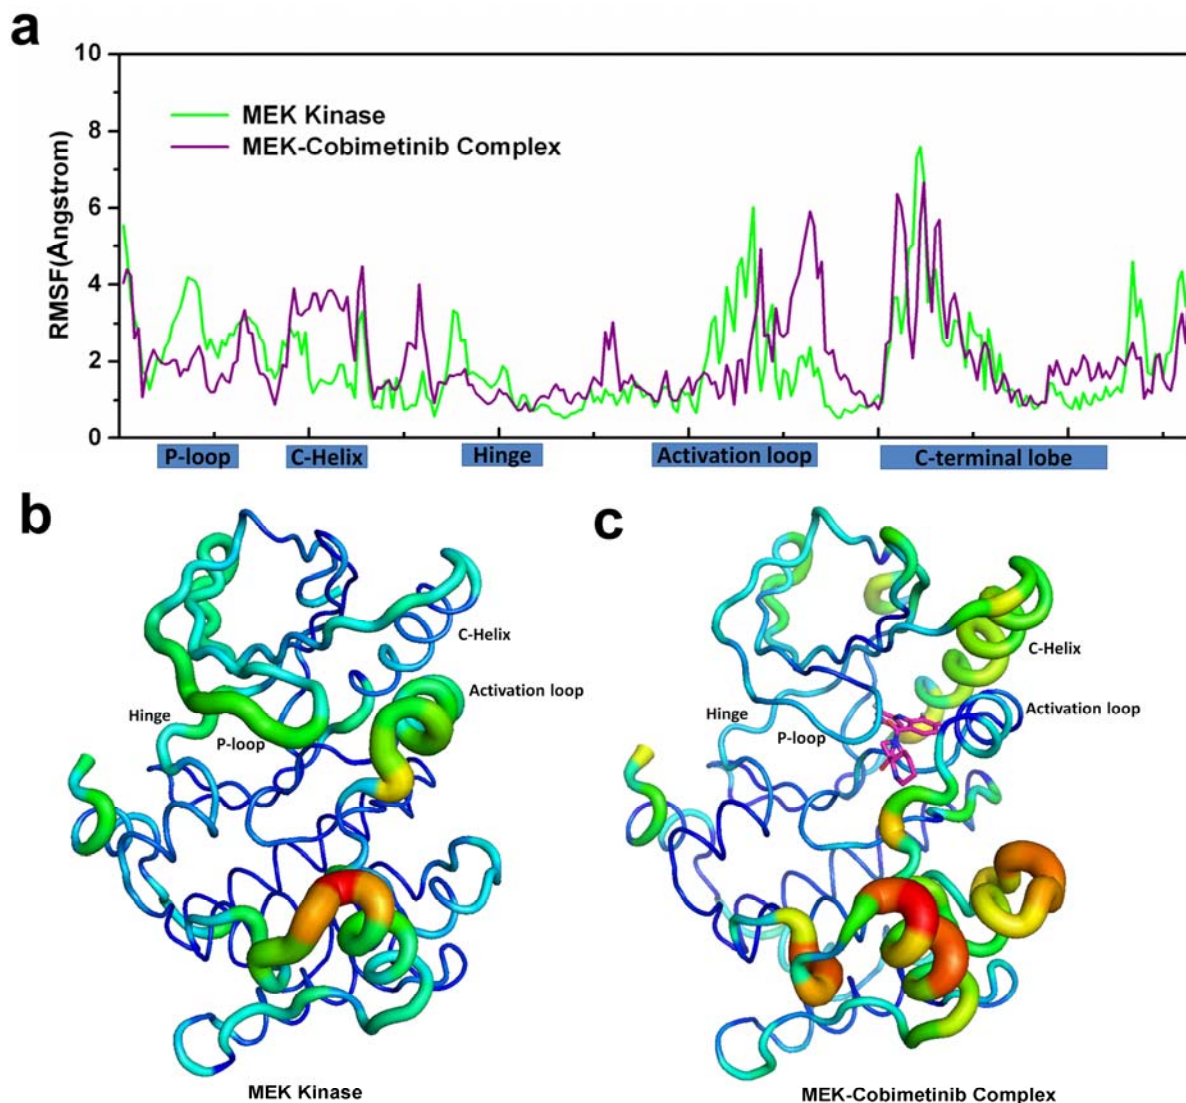 a
10
8
6
4
2
0
RMSF(Angstrom)
MEK Kinase
MEK-Cobimetinib Complex
P-loop
C-Helix
Hinge
Activation loop
C-terminal lobe
b
C-Helix
Activation loop
Hinge
P-loop
MEK Kinase
c
C-Helix
Activation loop
Hinge
P-loop
MEK-Cobimetinib Complex